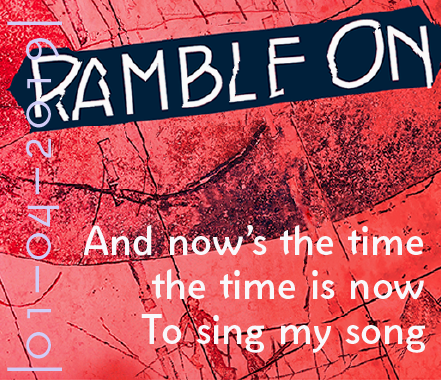 RAMBLE ON
|01-04-2019|
And now's the time
the time is now
To sing my song